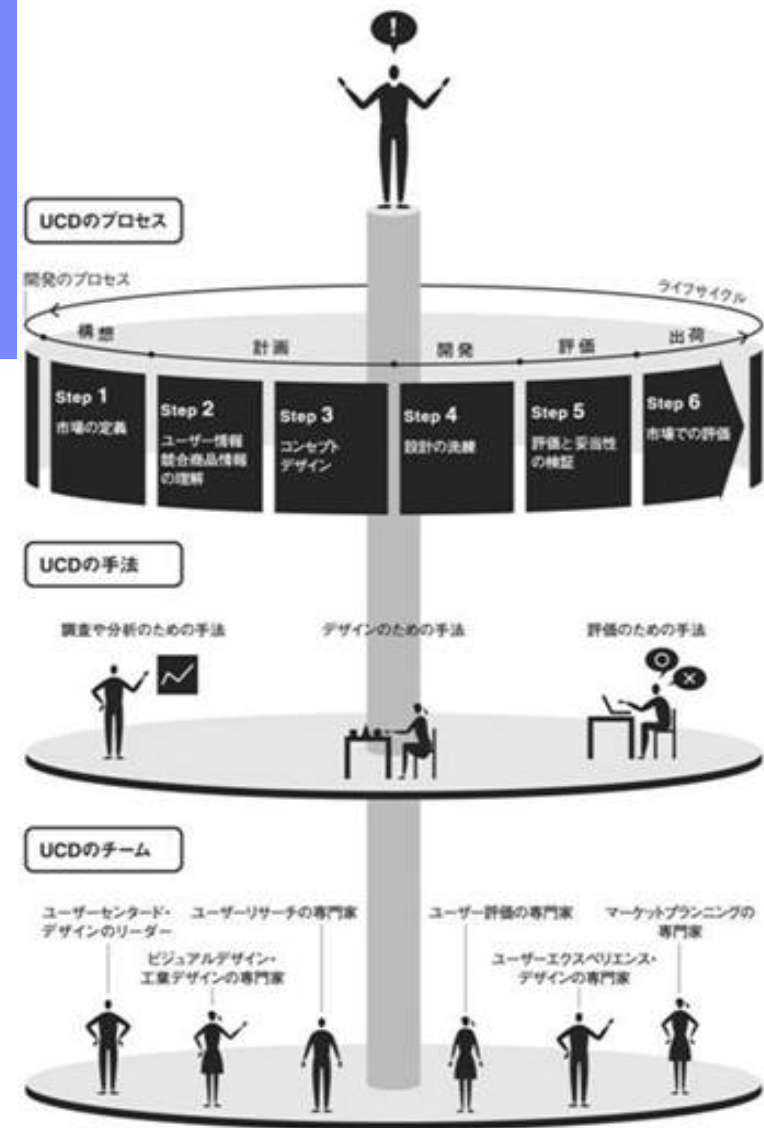 !
UCDのプロセス
開発のプロセス
ライフサイクル
構想
計画
開発
評価
出荷
Step 1
市場の定義
Step 2
ユーザー情報
競合商品情報
の理解
Step 3
コンセプト
デザイン
Step 4
設計の洗練
Step 5
評価と妥当性
の検証
Step 6
市場での評価
UCDの手法
調査や分析のための手法
デザインのための手法
評価のための手法
UCDのチーム
ユーザーセンタード・
デザインのリーダー
ビジュアルデザイン・
工業デザインの専門家
ユーザーリサーチの専門家
ユーザー評価の専門家
ユーザーエクスペリエンス・
デザインの専門家
マーケットプランニングの
専門家